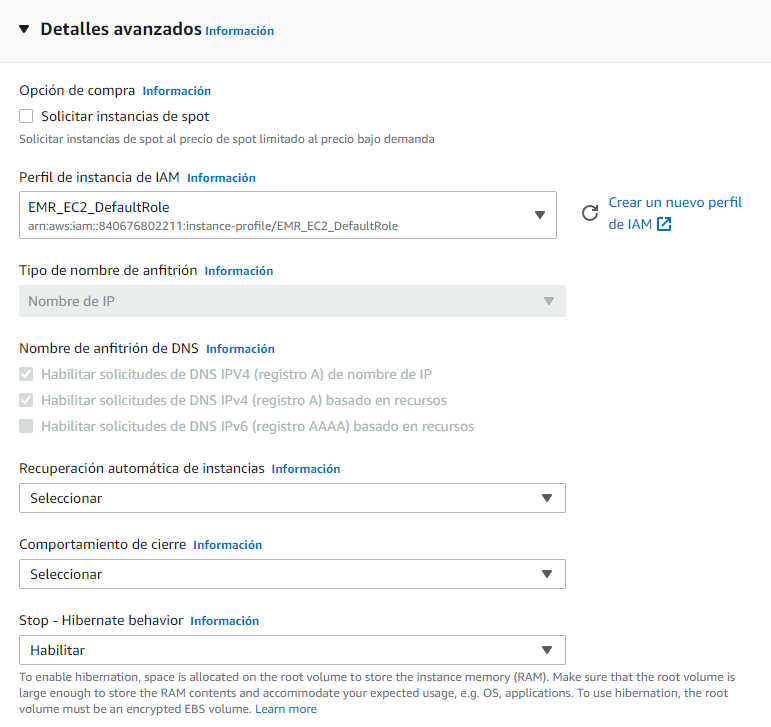 Detalles avanzados Información
Opción de compra Información
Solicitar instancias de spot
Solicitar instancias de spot al precio de spot limitado al precio bajo demanda
Perfil de instancia de IAM Información
EMR_EC2_DefaultRole
arn:aws:iam::840676802211:instance-profile/EMR_EC2_DefaultRole
Crear un nuevo perfil
de IAM
Tipo de nombre de anfitrión Información
Nombre de IP
Nombre de anfitrión de DNS Información
Habilitar solicitudes de DNS IPV4 (registro A) de nombre de IP
Habilitar solicitudes de DNS IPv4 (registro A) basado en recursos
Habilitar solicitudes de DNS IPv6 (registro AAAA) basado en recursos
Recuperación automática de instancias Información
Seleccionar
Comportamiento de cierre Información
Seleccionar
Stop - Hibernate behavior Información
Habilitar
To enable hibernation, space is allocated on the root volume to store the instance memory (RAM). Make sure that the root volume is
large enough to store the RAM contents and accommodate your expected usage, e.g. OS, applications. To use hibernation, the root
volume must be an encrypted EBS volume. Learn more